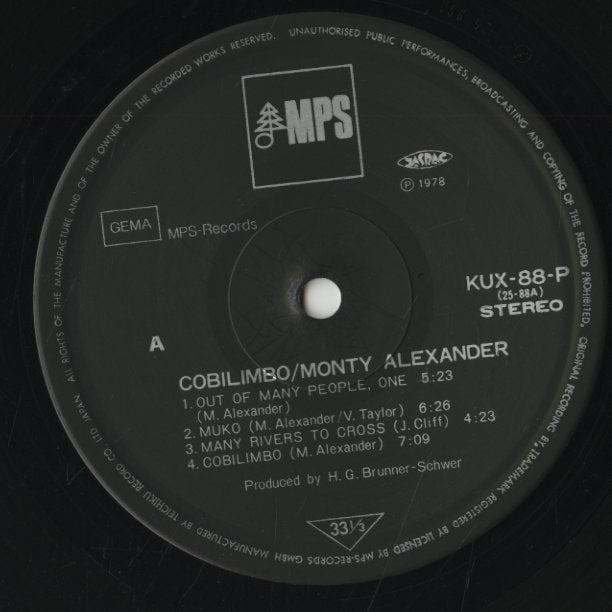 ALL RIGHTS OF THE MANUFACTURE AND OF THE OWNER OF THE RECORDED WORKS RESERVED. UNAUTHORISED PUBLIC PERFORMANCES, BROADCASTING AND COPYING OF THE RECORD PROHIBITED.
MPS
JASRAC
Ⓟ 1978
GEMA
MPS-Records
KUX-88-P
(25-88A)
STEREO
A
COBILIMBO/MONTY ALEXANDER
1. OUT OF MANY PEOPLE, ONE 5:23
(M. Alexander)
2. MUKO (M. Alexander/V. Taylor) 6:26
3. MANY RIVERS TO CROSS (J. Cliff) 4:23
4. COBILIMBO (M. Alexander) 7:09
Produced by H. G. Brunner-Schwer
33⅓
ORIGINAL RECORDING BY, TRADEMARK REGISTERED BY, LICENSED BY MPS-RECORDS GMBH MANUFACTURED BY TEICHIKU RECORD CO. LTD. JAPAN.